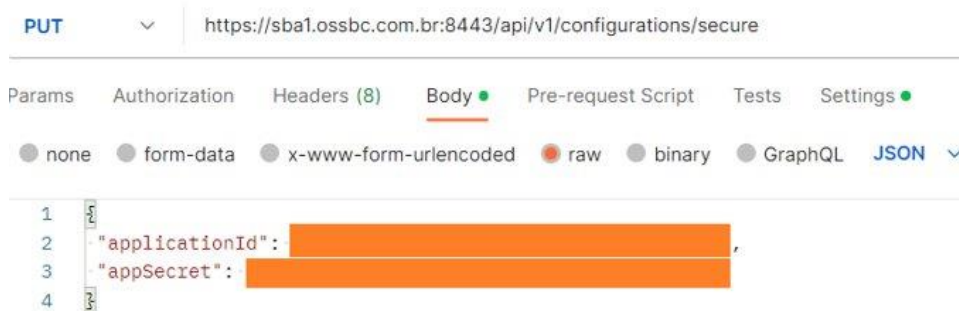 PUT https://sba1.ossbc.com.br:8443/api/v1/configurations/secure
Params Authorization Headers (8) Body Pre-request Script Tests Settings
none form-data x-www-form-urlencoded raw binary GraphQL JSON
1 {
2 "applicationId": ,
3 "appSecret":
4 }